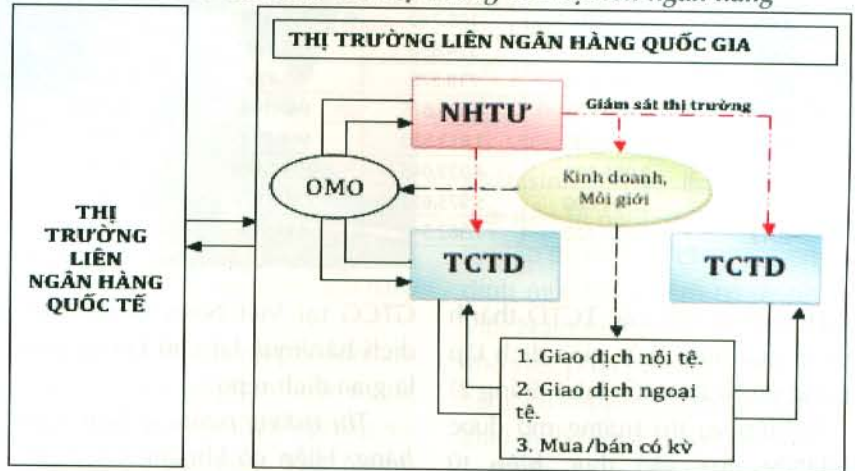 THỊ TRƯỜNG LIÊN NGÂN HÀNG QUỐC GIA
NHTƯ
Giám sát thị trường
OMO
Kinh doanh,
Môi giới
THỊ
TRƯỜNG
LIÊN
NGÂN HÀNG
QUỐC TẾ
TCTD
TCTD
1. Giao dịch nội tệ.
2. Giao dịch ngoại
tệ.
3. Mua/bán có kỳ